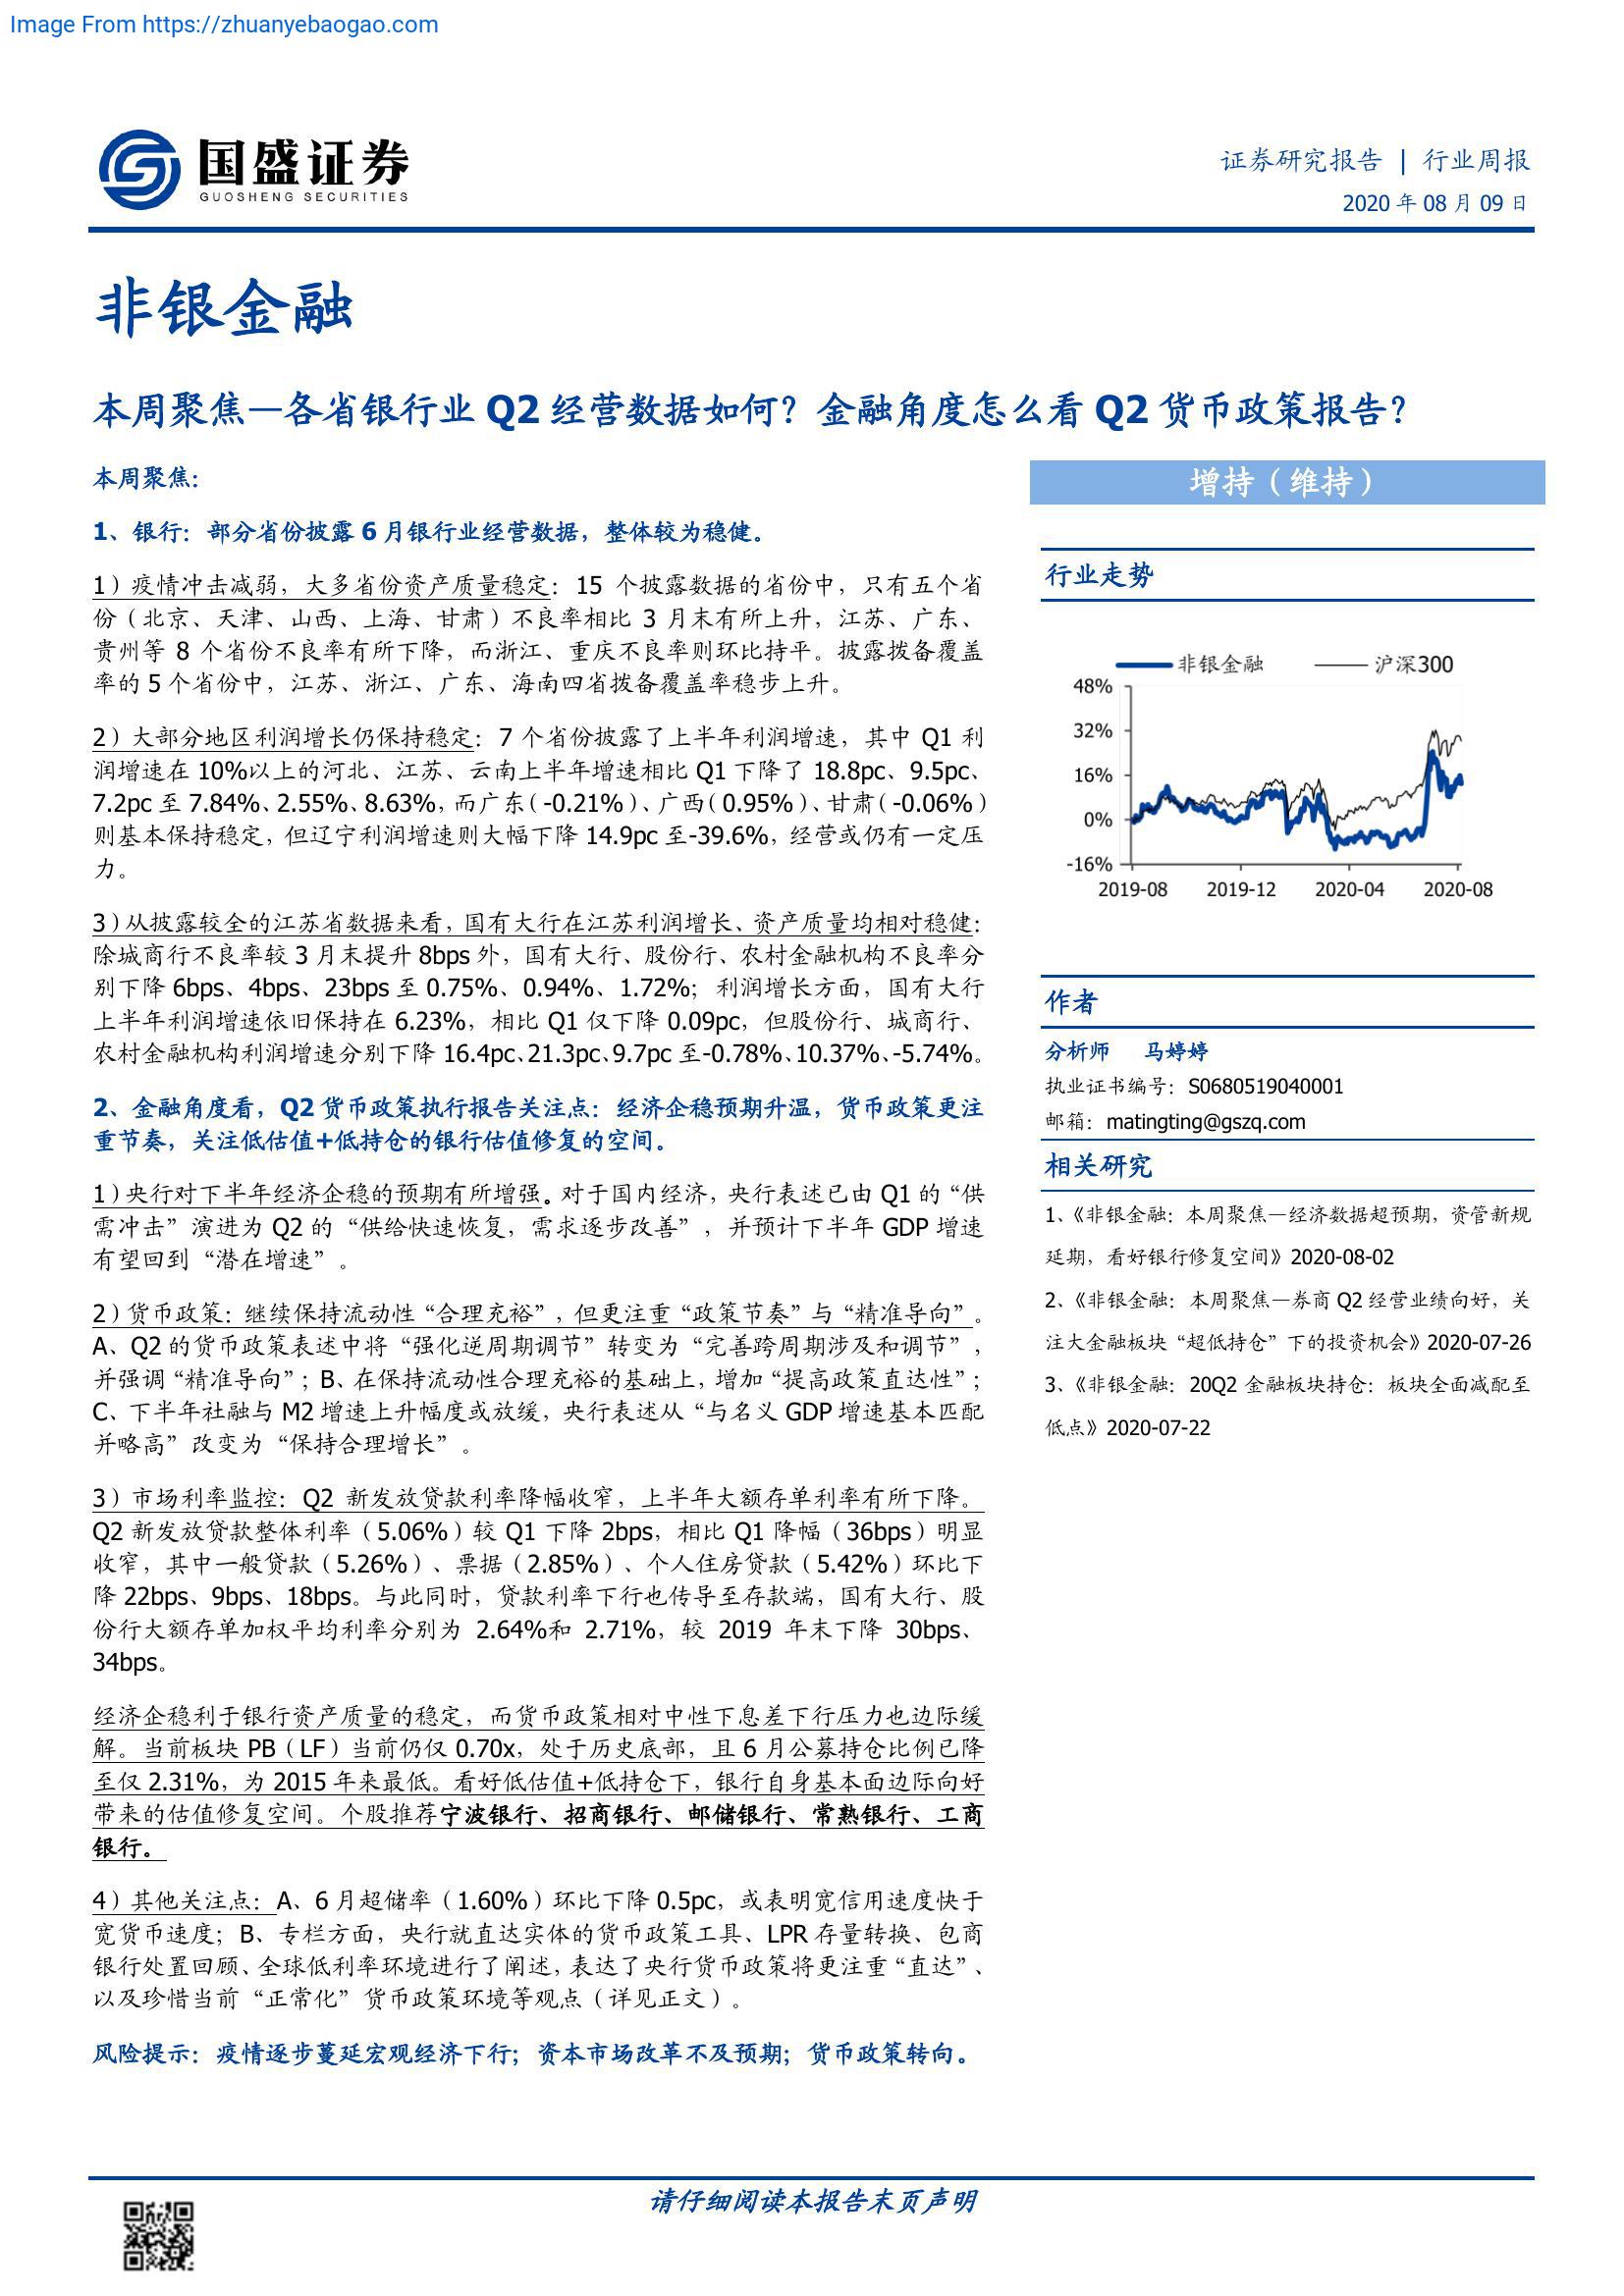 Image From https://zhuanyebaogao.com
国盛证券
GUOSHENG SECURITIES
证券研究报告 | 行业周报
2020 年 08 月 09 日
非银金融
本周聚焦—各省银行业 Q2 经营数据如何？金融角度怎么看 Q2 货币政策报告？
本周聚焦：
1、银行：部分省份披露 6 月银行业经营数据，整体较为稳健。
1）疫情冲击减弱，大多省份资产质量稳定：15 个披露数据的省份中，只有五个省
份（北京、天津、山西、上海、甘肃）不良率相比 3 月末有所上升，江苏、广东、
贵州等 8 个省份不良率有所下降，而浙江、重庆不良率则环比持平。披露拨备覆盖
率的 5 个省份中，江苏、浙江、广东、海南四省拨备覆盖率稳步上升。
2）大部分地区利润增长仍保持稳定：7 个省份披露了上半年利润增速，其中 Q1 利
润增速在 10%以上的河北、江苏、云南上半年增速相比 Q1 下降了 18.8pc、9.5pc、
7.2pc 至 7.84%、2.55%、8.63%，而广东（-0.21%）、广西（0.95%）、甘肃（-0.06%）
则基本保持稳定，但辽宁利润增速则大幅下降 14.9pc 至-39.6%，经营或仍有一定压
力。
3）从披露较全的江苏省数据来看，国有大行在江苏利润增长、资产质量均相对稳健：
除城商行不良率较 3 月末提升 8bps 外，国有大行、股份行、农村金融机构不良率分
别下降 6bps、4bps、23bps 至 0.75%、0.94%、1.72%；利润增长方面，国有大行
上半年利润增速依旧保持在 6.23%，相比 Q1 仅下降 0.09pc，但股份行、城商行、
农村金融机构利润增速分别下降 16.4pc、21.3pc、9.7pc 至-0.78%、10.37%、-5.74%。
2、金融角度看，Q2 货币政策执行报告关注点：经济企稳预期升温，货币政策更注
重节奏，关注低估值+低持仓的银行估值修复的空间。
1）央行对下半年经济企稳的预期有所增强。对于国内经济，央行表述已由 Q1 的“供
需冲击”演进为 Q2 的“供给快速恢复，需求逐步改善”，并预计下半年 GDP 增速
有望回到“潜在增速”。
2）货币政策：继续保持流动性“合理充裕”，但更注重“政策节奏”与“精准导向”。
A、Q2 的货币政策表述中将“强化逆周期调节”转变为“完善跨周期涉及和调节”，
并强调“精准导向”；B、在保持流动性合理充裕的基础上，增加“提高政策直达性”；
C、下半年社融与 M2 增速上升幅度或放缓，央行表述从“与名义 GDP 增速基本匹配
并略高”改变为“保持合理增长”。
3）市场利率监控：Q2 新发放贷款利率降幅收窄，上半年大额存单利率有所下降。
Q2 新发放贷款整体利率（5.06%）较 Q1 下降 2bps，相比 Q1 降幅（36bps）明显
收窄，其中一般贷款（5.26%）、票据（2.85%）、个人住房贷款（5.42%）环比下
降 22bps、9bps、18bps。与此同时，贷款利率下行也传导至存款端，国有大行、股
份行大额存单加权平均利率分别为 2.64%和 2.71%，较 2019 年末下降 30bps、
34bps。
经济企稳利于银行资产质量的稳定，而货币政策相对中性下息差下行压力也边际缓
解。当前板块 PB（LF）当前仍仅 0.70x，处于历史底部，且 6 月公募持仓比例已降
至仅 2.31%，为 2015 年来最低。看好低估值+低持仓下，银行自身基本面边际向好
带来的估值修复空间。个股推荐宁波银行、招商银行、邮储银行、常熟银行、工商
银行。
4）其他关注点：A、6 月超储率（1.60%）环比下降 0.5pc，或表明宽信用速度快于
宽货币速度；B、专栏方面，央行就直达实体的货币政策工具、LPR 存量转换、包商
银行处置回顾、全球低利率环境进行了阐述，表达了央行货币政策将更注重“直达”、
以及珍惜当前“正常化”货币政策环境等观点（详见正文）。
风险提示：疫情逐步蔓延宏观经济下行；资本市场改革不及预期；货币政策转向。
增持（维持）
行业走势
非银金融 沪深300
48%
32%
16%
0%
-16%
2019-08 2019-12 2020-04 2020-08
作者
分析师 马婷婷
执业证书编号：S0680519040001
邮箱：matingting@gszq.com
相关研究
1、《非银金融：本周聚焦—经济数据超预期，资管新规
延期，看好银行修复空间》2020-08-02
2、《非银金融：本周聚焦—券商 Q2 经营业绩向好，关
注大金融板块“超低持仓”下的投资机会》2020-07-26
3、《非银金融：20Q2 金融板块持仓：板块全面减配至
低点》2020-07-22
请仔细阅读本报告末页声明